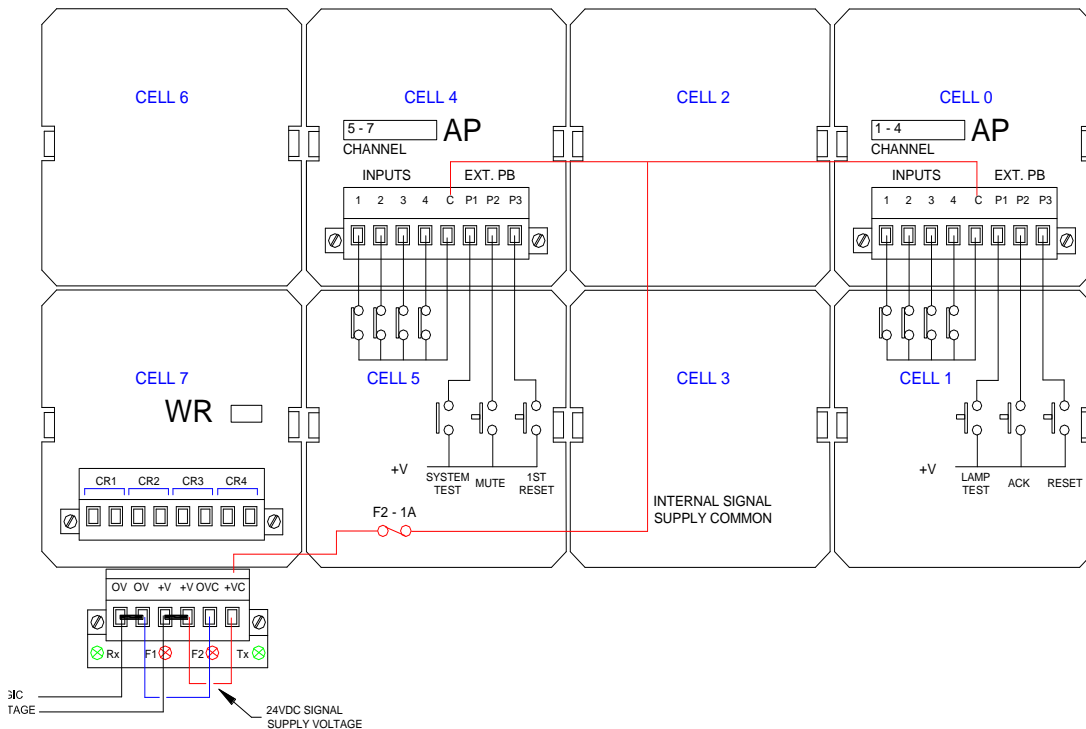 CELL 6
CELL 4
CELL 2
CELL 0
5 - 7
AP
CHANNEL
1 - 4
AP
CHANNEL
INPUTS
EXT. PB
1 2 3 4 C P1 P2 P3
INPUTS
EXT. PB
1 2 3 4 C P1 P2 P3
CELL 7
CELL 5
CELL 3
CELL 1
WR
+V
SYSTEM
TEST
MUTE
1ST
RESET
+V
LAMP
TEST
ACK
RESET
CR1 CR2 CR3 CR4
F2 - 1A
INTERNAL SIGNAL
SUPPLY COMMON
OV OV +V +V OVC +VC
Rx F1 F2 Tx
GIC
TAGE
24VDC SIGNAL
SUPPLY VOLTAGE